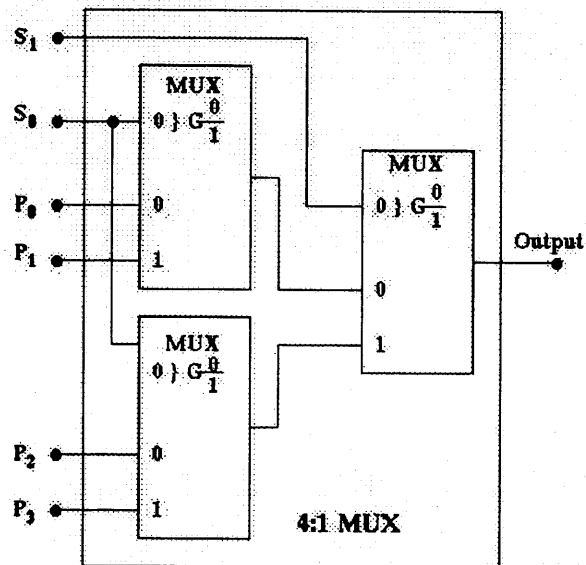 S₁
MUX
S₀
0 } G 0/1
P₀
0
P₁
1
MUX
0 } G 0/1
Output
0
1
MUX
0 } G 0/1
P₂
0
P₃
1
4:1 MUX